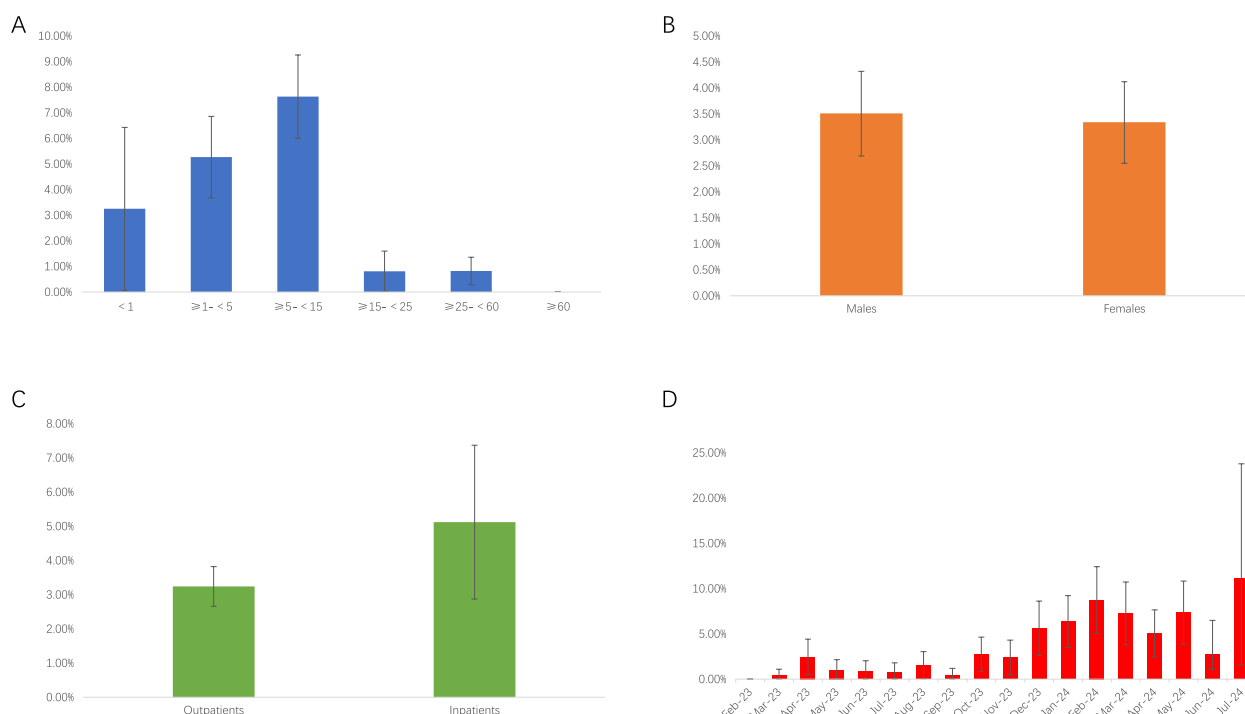 A
10.00%
9.00%
8.00%
7.00%
6.00%
5.00%
4.00%
3.00%
2.00%
1.00%
0.00%
<1
⩾1-<5
⩾5-<15
⩾15-<25
⩾25-<60
⩾60
B
5.00%
4.50%
4.00%
3.50%
3.00%
2.50%
2.00%
1.50%
1.00%
0.50%
0.00%
Males
Females
C
8.00%
7.00%
6.00%
5.00%
4.00%
3.00%
2.00%
1.00%
0.00%
Outpatients
Inpatients
D
25.00%
20.00%
15.00%
10.00%
5.00%
0.00%
Feb-23
Mar-23
Apr-23
May-23
Jun-23
Jul-23
Aug-23
Sep-23
Oct-23
Nov-23
Dec-23
Jan-24
Feb-24
Mar-24
Apr-24
May-24
Jun-24
Jul-24